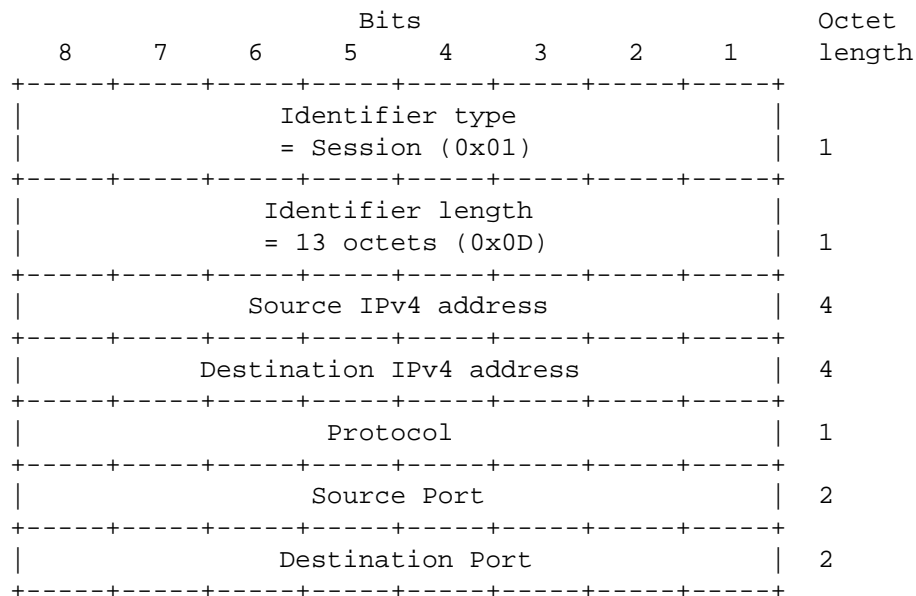 Bits Octet
8 7 6 5 4 3 2 1 length
+-----+-----+-----+-----+-----+-----+-----+-----+
| Identifier type |
| = Session (0x01) | 1
+-----+-----+-----+-----+-----+-----+-----+-----+
| Identifier length |
| = 13 octets (0x0D) | 1
+-----+-----+-----+-----+-----+-----+-----+-----+
| Source IPv4 address | 4
+-----+-----+-----+-----+-----+-----+-----+-----+
| Destination IPv4 address | 4
+-----+-----+-----+-----+-----+-----+-----+-----+
| Protocol | 1
+-----+-----+-----+-----+-----+-----+-----+-----+
| Source Port | 2
+-----+-----+-----+-----+-----+-----+-----+-----+
| Destination Port | 2
+-----+-----+-----+-----+-----+-----+-----+-----+